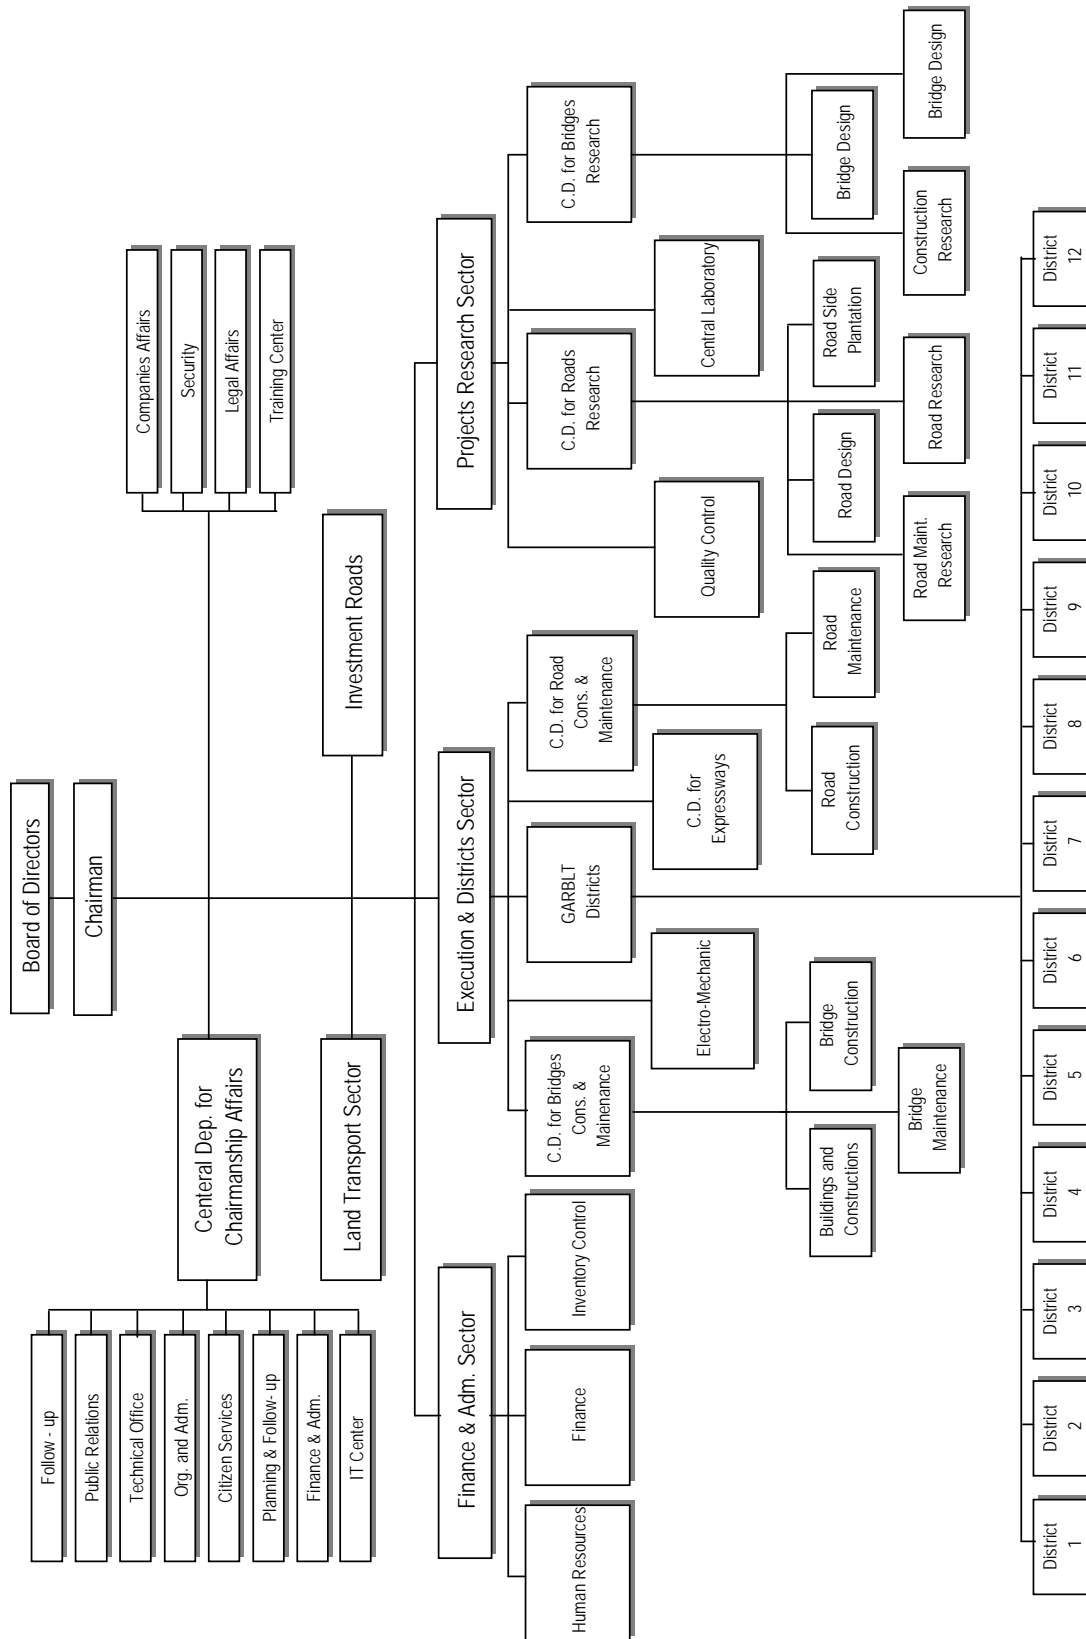 Board of Directors
Chairman
Companies Affairs
Security
Legal Affairs
Training Center
Centeral Dep. for
Chairmanship Affairs
Follow - up
Public Relations
Technical Office
Org. and Adm.
Citizen Services
Planning & Follow- up
Finance & Adm.
IT Center
Land Transport Sector
Investment Roads
Finance & Adm. Sector
Execution & Districts Sector
Projects Research Sector
Human Resources
Finance
Inventory Control
C.D. for Bridges
Cons. &
Mainenance
GARBLT
Districts
C.D. for Road
Cons. &
Maintenance
C.D. for Roads
Research
C.D. for Bridges
Research
Electro-Mechanic
C.D. for
Expressways
Quality Control
Central Laboratory
Buildings and
Constructions
Bridge
Construction
Road
Construction
Road
Maintenance
Road Design
Road Side
Plantation
Bridge Design
Bridge
Maintenance
Road Maint.
Research
Road Research
Construction
Research
Bridge Design
District
1
District
2
District
3
District
4
District
5
District
6
District
7
District
8
District
9
District
10
District
11
District
12